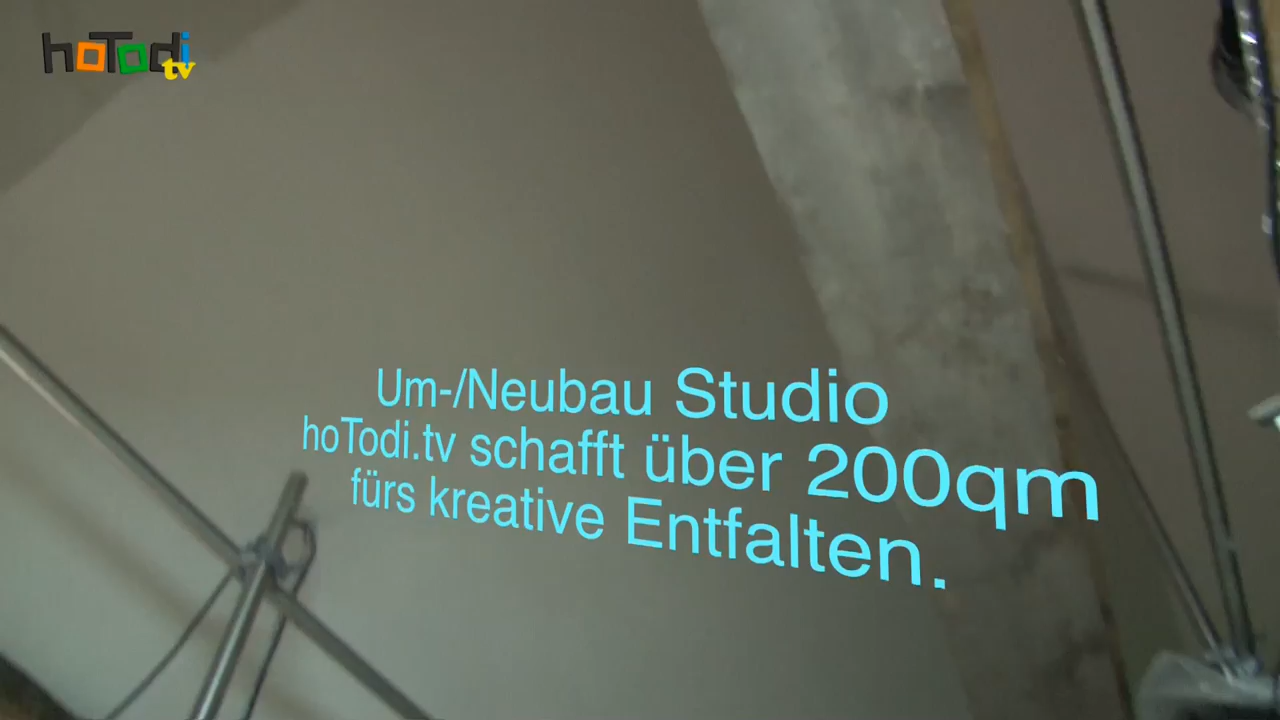 hoTodi
tv
Um-/Neubau Studio
hoTodi.tv schafft über 200qm
fürs kreative Entfalten.